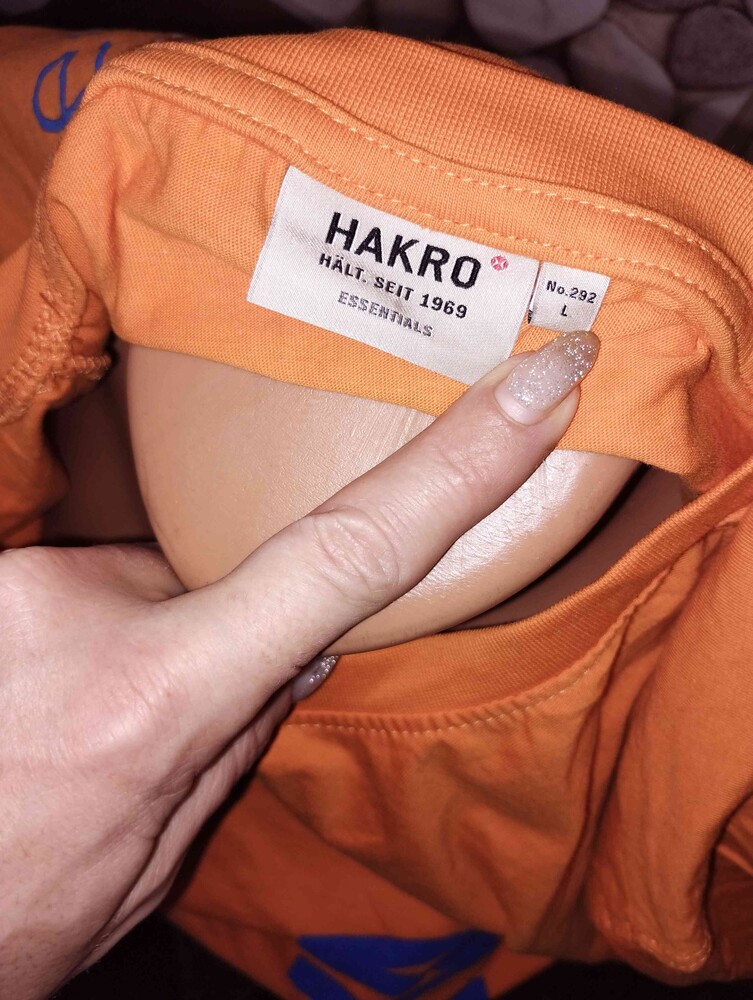 HAKRO
HÄLT. SEIT 1969
ESSENTIALS
No.292
L